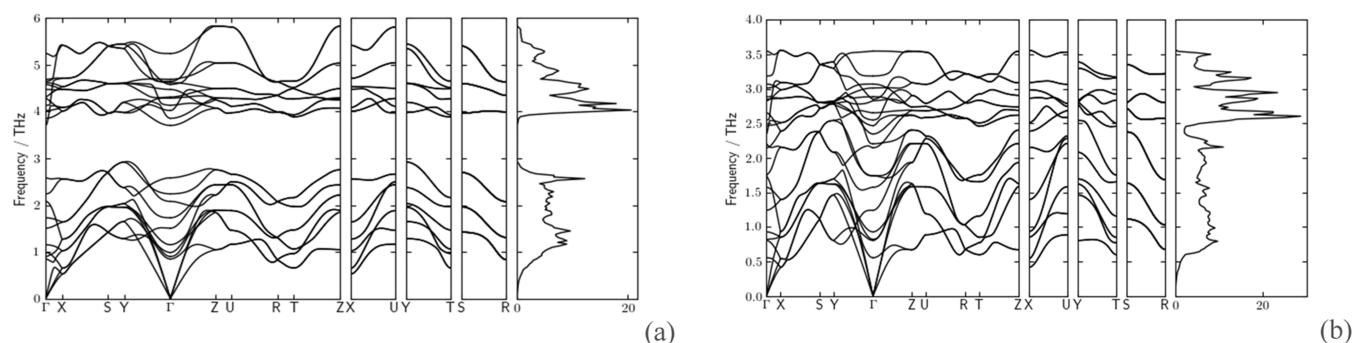 6
5
4
3
2
1
0
Frequency / THz
Γ X S Y Γ Z U R T Z X U Y T S R 0 20
(a)
4.0
3.5
3.0
2.5
2.0
1.5
1.0
0.5
0.0
Frequency / THz
Γ X S Y Γ Z U R T Z X U Y T S R 0 20
(b)